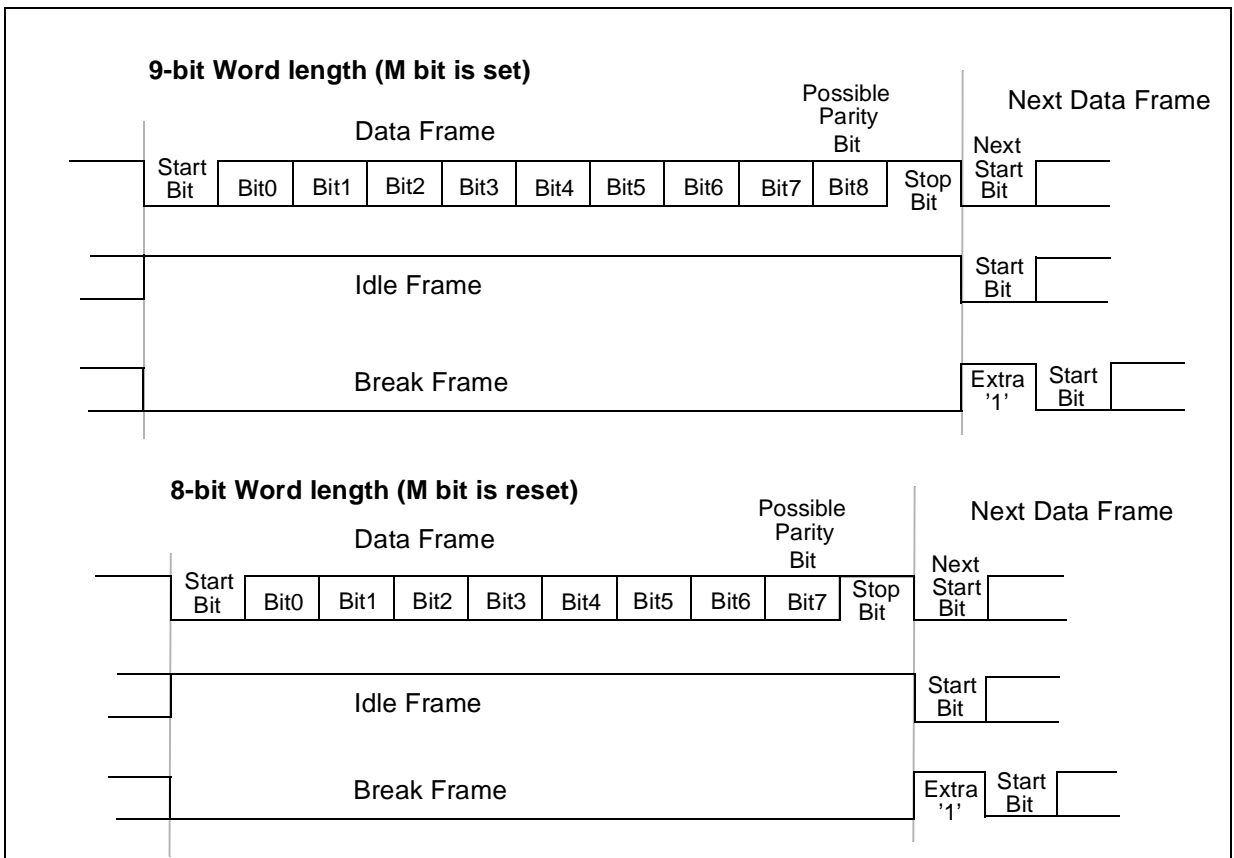 9-bit Word length (M bit is set)
Possible
Parity
Bit
Next Data Frame
Data Frame
Start
Bit
Bit0
Bit1
Bit2
Bit3
Bit4
Bit5
Bit6
Bit7
Bit8
Stop
Bit
Next
Start
Bit
Idle Frame
Start
Bit
Break Frame
Extra
'1'
Start
Bit
8-bit Word length (M bit is reset)
Possible
Parity
Bit
Next Data Frame
Data Frame
Start
Bit
Bit0
Bit1
Bit2
Bit3
Bit4
Bit5
Bit6
Bit7
Stop
Bit
Next
Start
Bit
Idle Frame
Start
Bit
Break Frame
Extra
'1'
Start
Bit